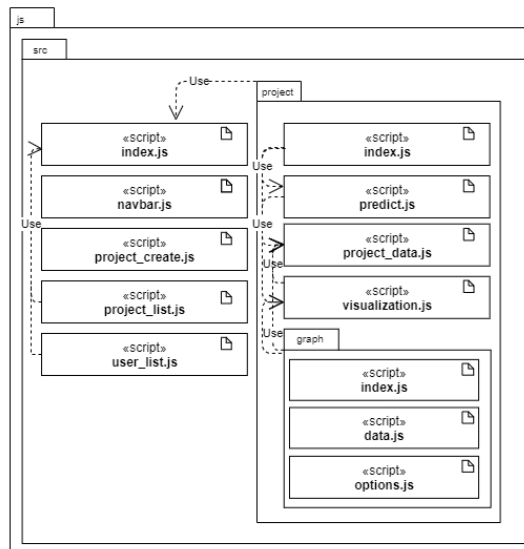 js
src
Use
project
«script»
index.js
«script»
navbar.js
«script»
project_create.js
«script»
project_list.js
«script»
user_list.js
Use
«script»
index.js
«script»
predict.js
«script»
project_data.js
«script»
visualization.js
Use
Use
Use
Use
Use
graph
«script»
index.js
«script»
data.js
«script»
options.js